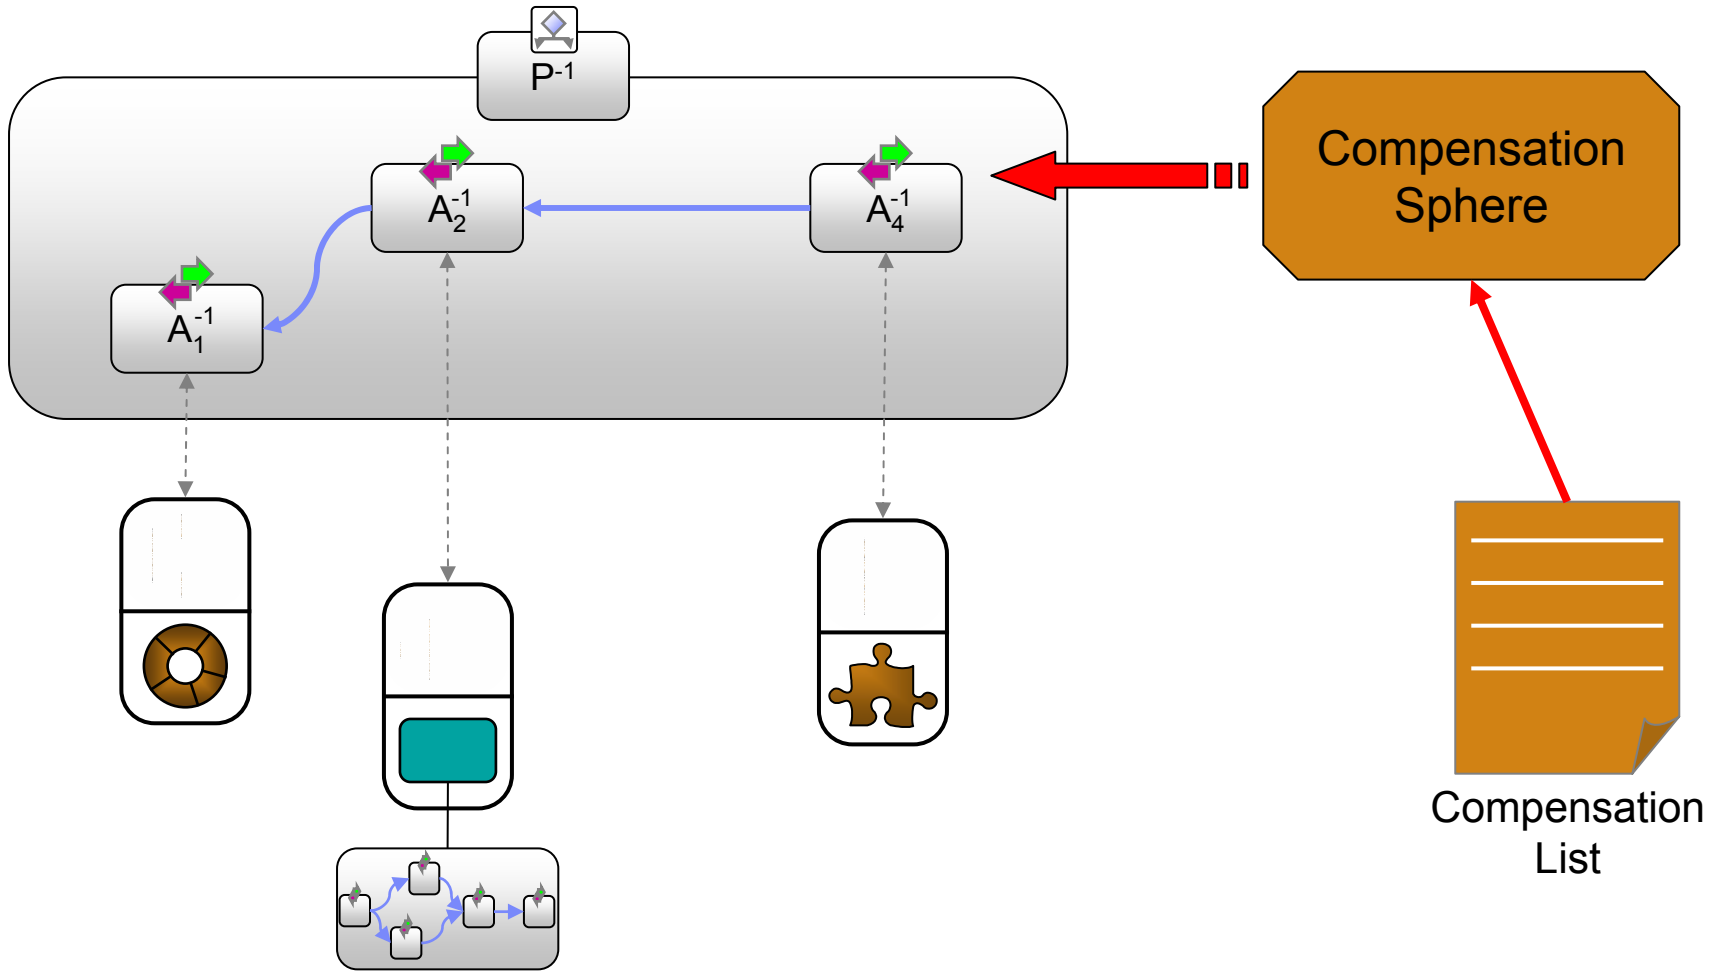 P-1
A2-1
A4-1
A1-1
Compensation
Sphere
Compensation
List